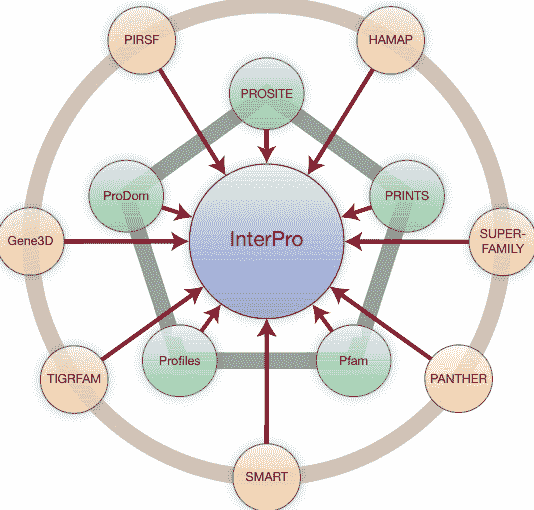 PIRSF
HAMAP
PROSITE
ProDom
PRINTS
Gene3D
InterPro
SUPER-
FAMILY
Profiles
Pfam
TIGRFAM
PANTHER
SMART